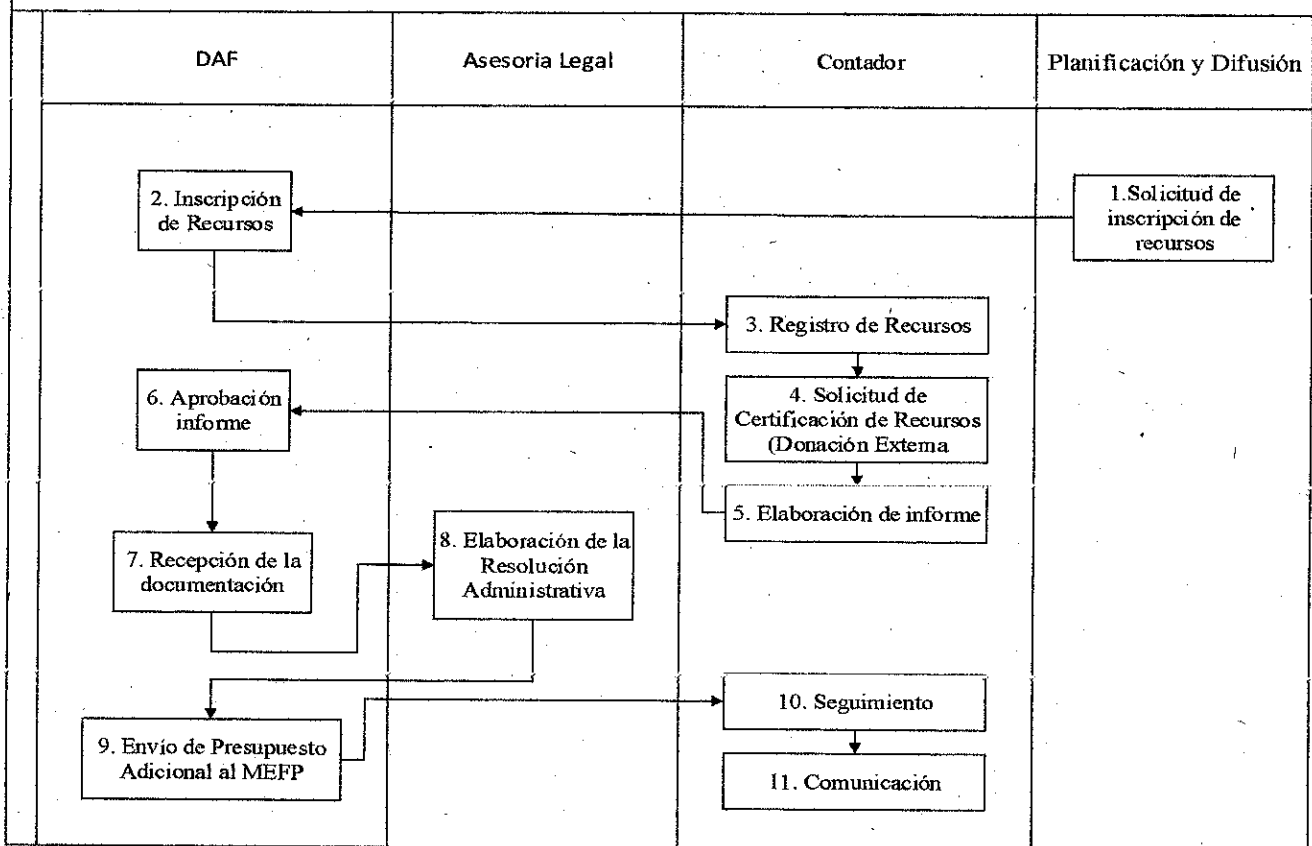 DAF
Asesoria Legal
Contador
Planificación y Difusión
1.Solicitud de
inscripción de
recursos
2. Inscripción
de Recursos
3. Registro de Recursos
4. Solicitud de
Certificación de Recursos
(Donación Externa
5. Elaboración de informe
6. Aprobación
informe
7. Recepción de la
documentación
8. Elaboración de la
Resolución
Administrativa
9. Envío de Presupuesto
Adicional al MEFP
10. Seguimiento
11. Comunicación